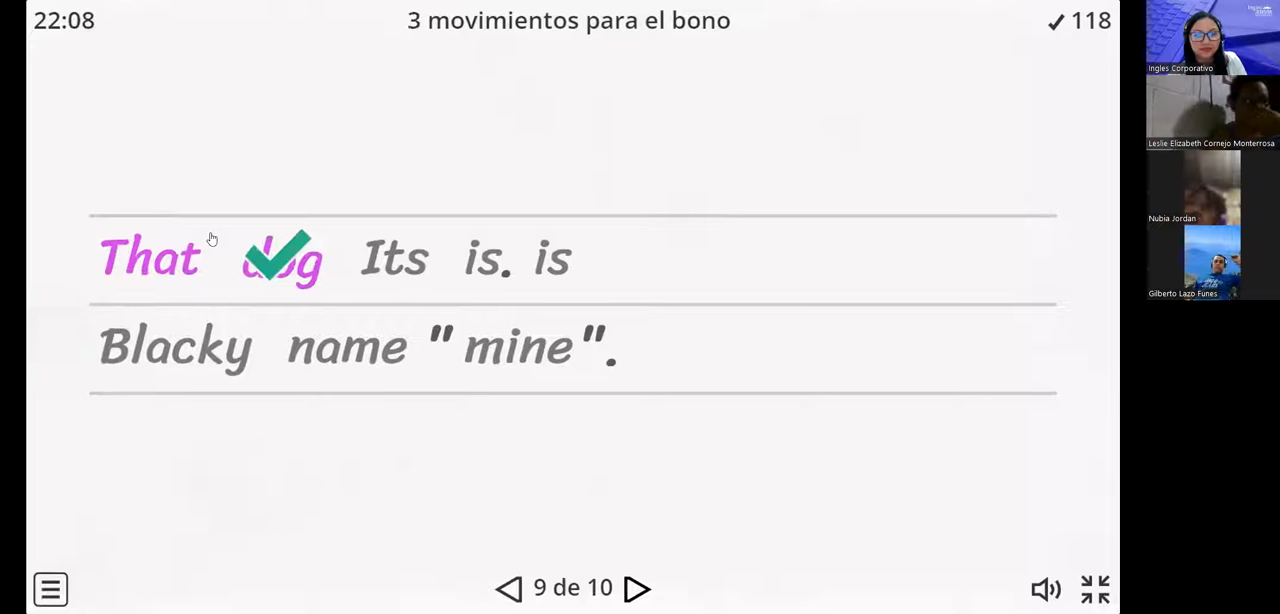 22:08
3 movimientos para el bono
118
That dog Its is. is
Blacky name " mine ".
9 de 10
Ingles Corporativo
Leslie Elizabeth Cornejo Monterrosa
Nubia Jordan
Gilberto Lazo Funes